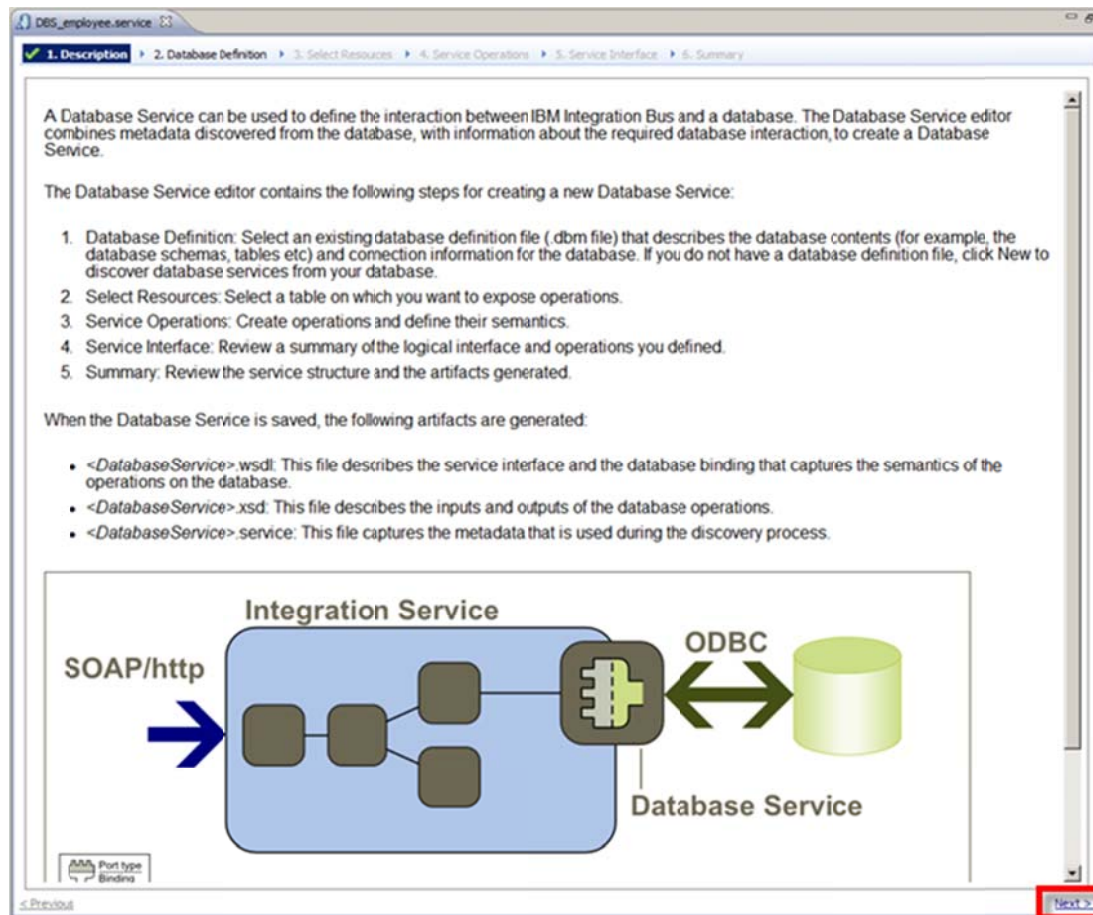 DBS_employee.service
1. Description 2. Database Definition 3. Select Resouces 4. Service Operations 5. Service Interface 6. Summary
A Database Service can be used to define the interaction between IBM Integration Bus and a database. The Database Service editor
combines metadata discovered from the database, with information about the required database interaction, to create a Database
Service.
The Database Service editor contains the following steps for creating a new Database Service:
1. Database Definition: Select an existing database definition file (.dbm file) that describes the database contents (for example, the
database schemas, tables etc) and connection information for the database. If you do not have a database definition file, click New to
discover database services from your database.
2. Select Resources: Select a table on which you want to expose operations.
3. Service Operations: Create operations and define their semantics.
4. Service Interface: Review a summary of the logical interface and operations you defined.
5. Summary: Review the service structure and the artifacts generated.
When the Database Service is saved, the following artifacts are generated:
• <DatabaseService>.wsdl: This file describes the service interface and the database binding that captures the semantics of the
operations on the database.
• <DatabaseService>.xsd: This file describes the inputs and outputs of the database operations.
• <DatabaseService>.service: This file captures the metadata that is used during the discovery process.
Integration Service
SOAP/http
ODBC
Database Service
Port type
Binding
< Previous
Next >